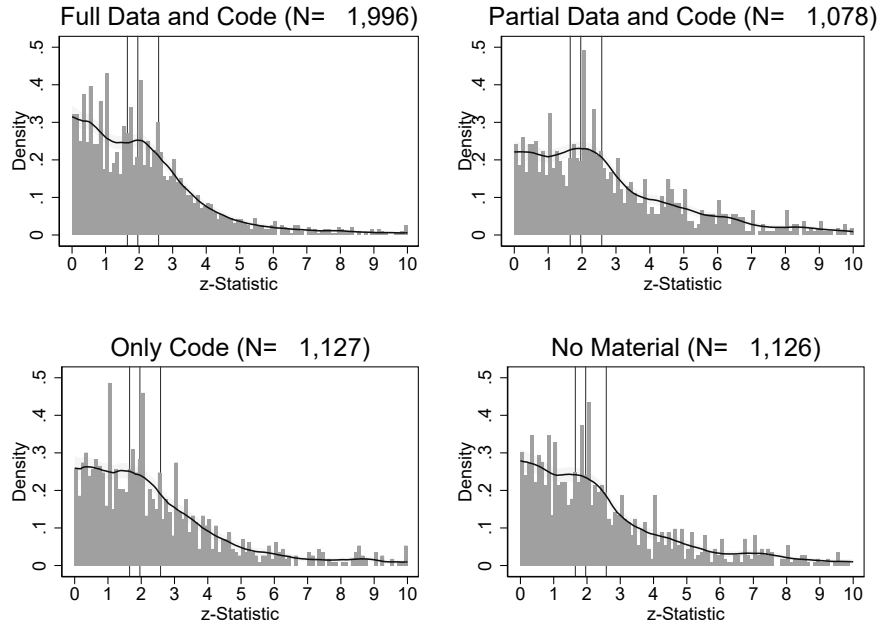 Full Data and Code (N=   1,996)
Density
0 .1 .2 .3 .4 .5
0 1 2 3 4 5 6 7 8 9 10
z-Statistic
Partial Data and Code (N=   1,078)
Density
0 .1 .2 .3 .4 .5
0 1 2 3 4 5 6 7 8 9 10
z-Statistic
Only Code (N=   1,127)
Density
0 .1 .2 .3 .4 .5
0 1 2 3 4 5 6 7 8 9 10
z-Statistic
No Material (N=   1,126)
Density
0 .1 .2 .3 .4 .5
0 1 2 3 4 5 6 7 8 9 10
z-Statistic